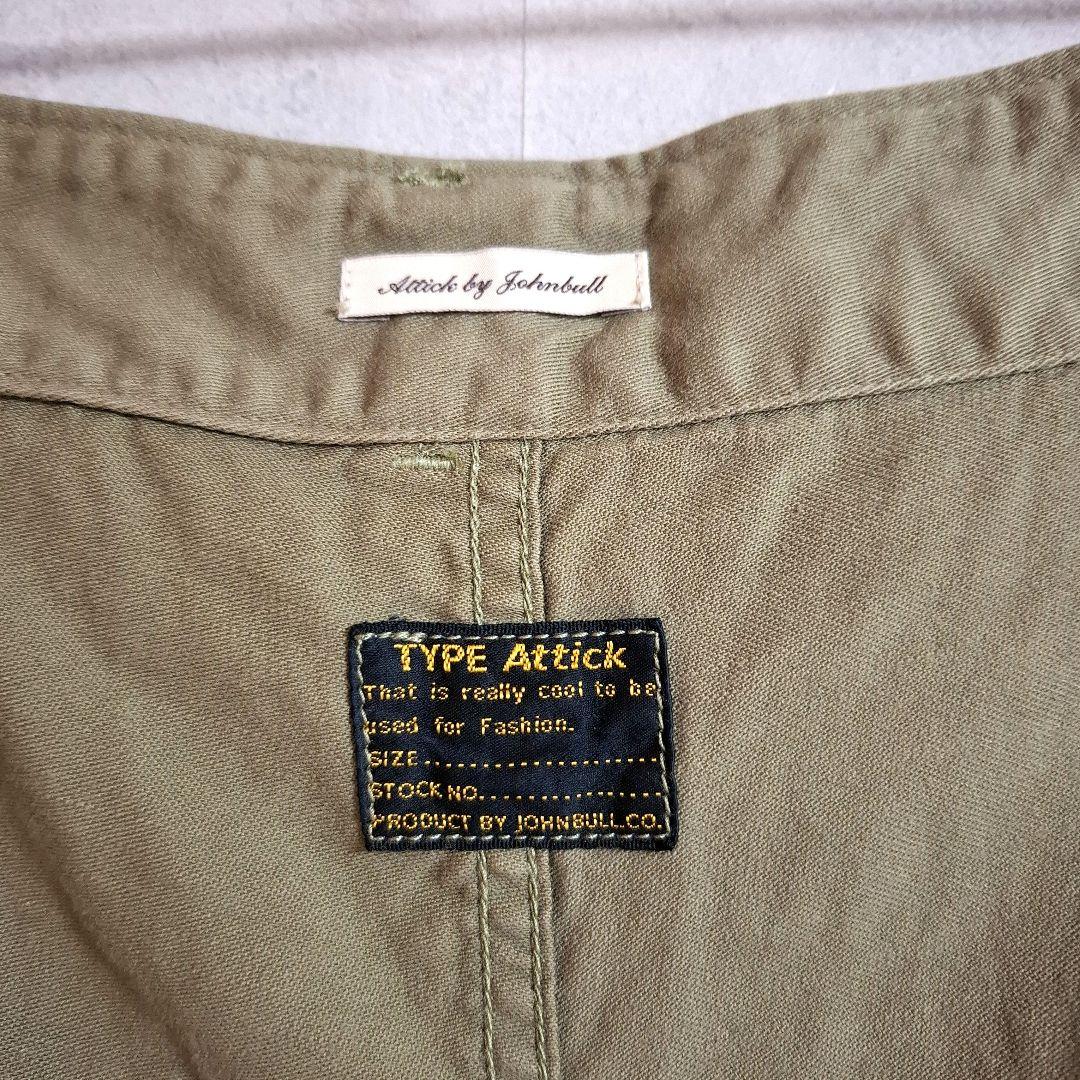 Attick by Johnbull
TYPE Attick
That is really cool to be
used for Fashion.
SIZE......................
STOCK NO.................
PRODUCT BY JOHNBULL.CO.